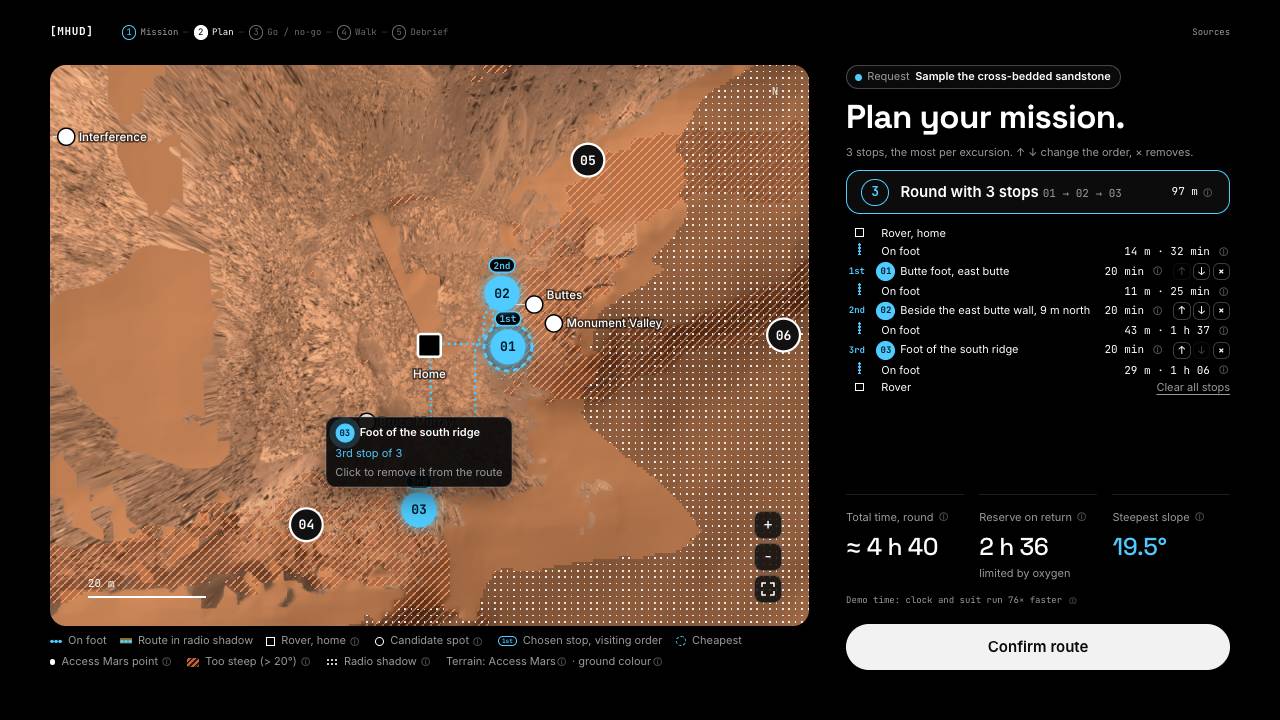 [MHUD]
1 Mission
2 Plan
3 Go / no-go
4 Walk
5 Debrief
Sources
Request Sample the cross-bedded sandstone
Plan your mission.
3 stops, the most per excursion. ↑ ↓ change the order, × removes.
3 Round with 3 stops 01 → 02 → 03 97 m
Rover, home
On foot 14 m · 32 min
1st 01 Butte foot, east butte 20 min ↑ ↓ ×
On foot 11 m · 25 min
2nd 02 Beside the east butte wall, 9 m north 20 min ↑ ↓ ×
On foot 43 m · 1 h 37
3rd 03 Foot of the south ridge 20 min ↑ ↓ ×
On foot 29 m · 1 h 06
Rover Clear all stops
Total time, round
≈ 4 h 40
Reserve on return
2 h 36
limited by oxygen
Steepest slope
19.5°
Demo time: clock and suit run 76× faster
Confirm route
N
Interference
05
2nd
02
Buttes
1st
Monument Valley
01
06
Home
03 Foot of the south ridge
3rd stop of 3
Click to remove it from the route
03
04
20 m
+
-
On foot
Route in radio shadow
Rover, home
Candidate spot
1st Chosen stop, visiting order
Cheapest
Access Mars point
Too steep (> 20°)
Radio shadow
Terrain: Access Mars · ground colour